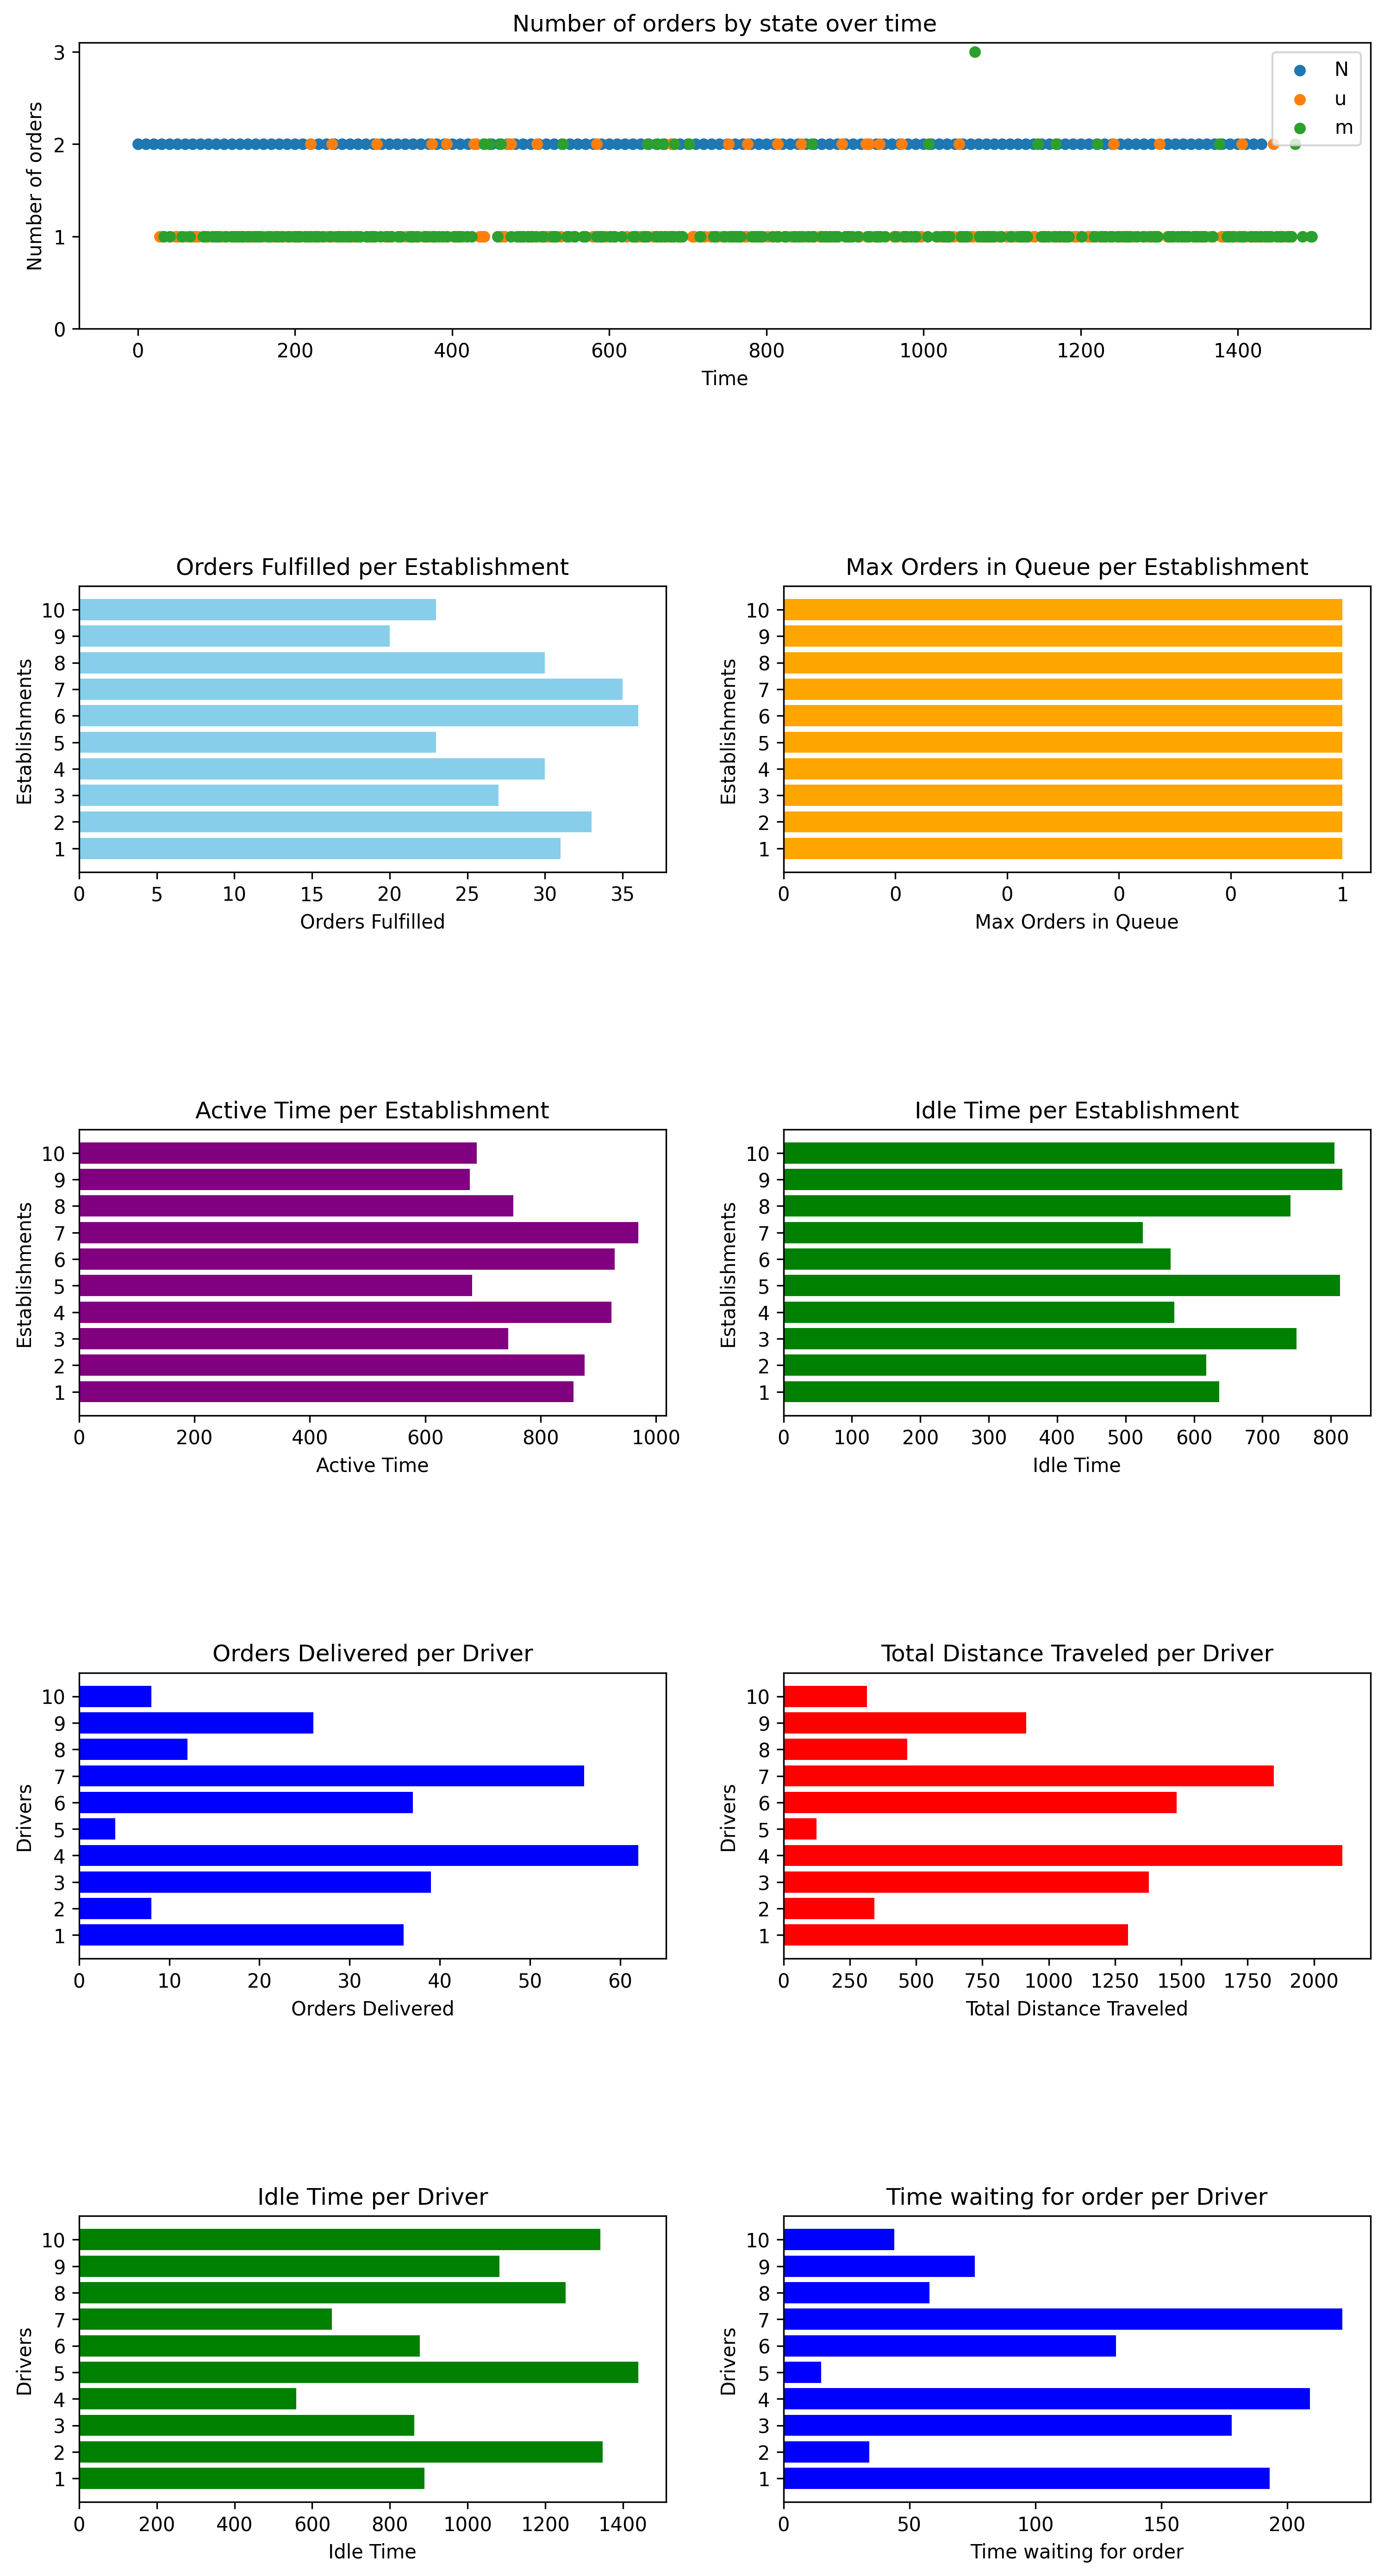 Number of orders by state over time
Number of orders
3
2
1
0
N
u
m
0 200 400 600 800 1000 1200 1400
Time
Orders Fulfilled per Establishment
Establishments
10
9
8
7
6
5
4
3
2
1
0 5 10 15 20 25 30 35
Orders Fulfilled
Max Orders in Queue per Establishment
Establishments
10
9
8
7
6
5
4
3
2
1
0 0 0 0 0 1
Max Orders in Queue
Active Time per Establishment
Establishments
10
9
8
7
6
5
4
3
2
1
0 200 400 600 800 1000
Active Time
Idle Time per Establishment
Establishments
10
9
8
7
6
5
4
3
2
1
0 100 200 300 400 500 600 700 800
Idle Time
Orders Delivered per Driver
Drivers
10
9
8
7
6
5
4
3
2
1
0 10 20 30 40 50 60
Orders Delivered
Total Distance Traveled per Driver
Drivers
10
9
8
7
6
5
4
3
2
1
0 250 500 750 1000 1250 1500 1750 2000
Total Distance Traveled
Idle Time per Driver
Drivers
10
9
8
7
6
5
4
3
2
1
0 200 400 600 800 1000 1200 1400
Idle Time
Time waiting for order per Driver
Drivers
10
9
8
7
6
5
4
3
2
1
0 50 100 150 200
Time waiting for order